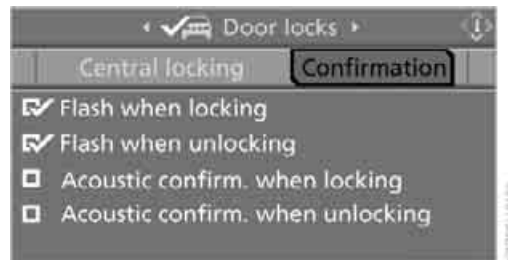 Door locks
Central locking Confirmation
Flash when locking
Flash when unlocking
Acoustic confirm. when locking
Acoustic confirm. when unlocking